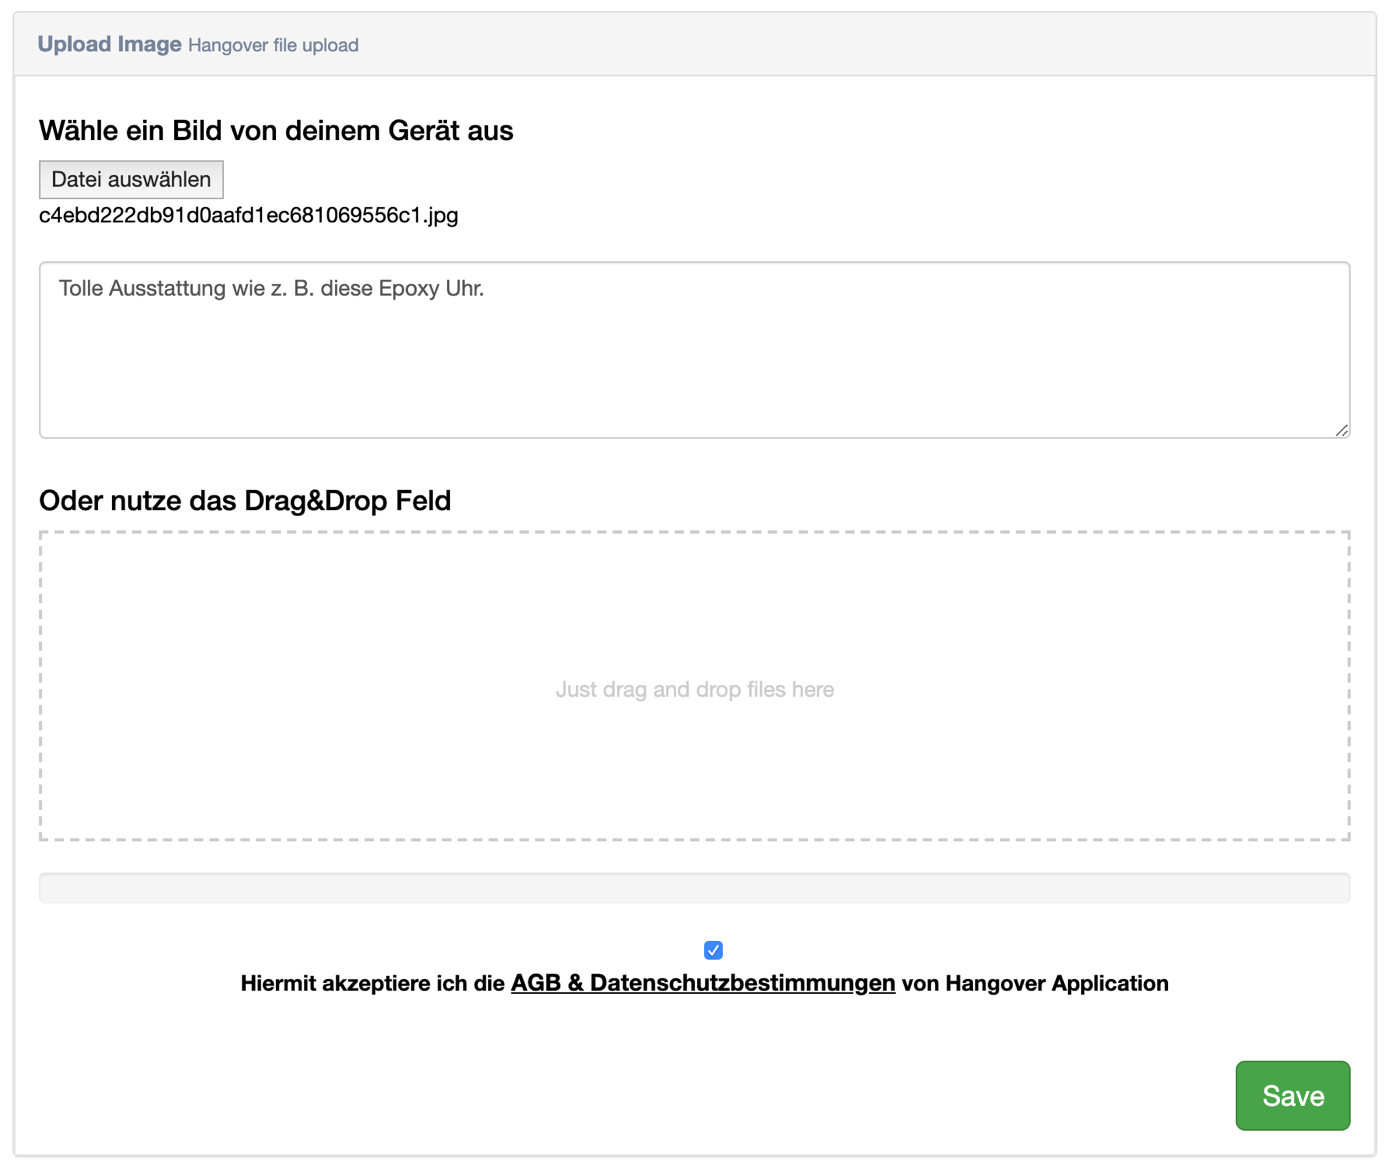 Upload Image Hangover file upload
Wähle ein Bild von deinem Gerät aus
Datei auswählen
c4ebd222db91d0aafd1ec681069556c1.jpg
Tolle Ausstattung wie z. B. diese Epoxy Uhr.
Oder nutze das Drag&Drop Feld
Just drag and drop files here
Hiermit akzeptiere ich die AGB & Datenschutzbestimmungen von Hangover Application
Save